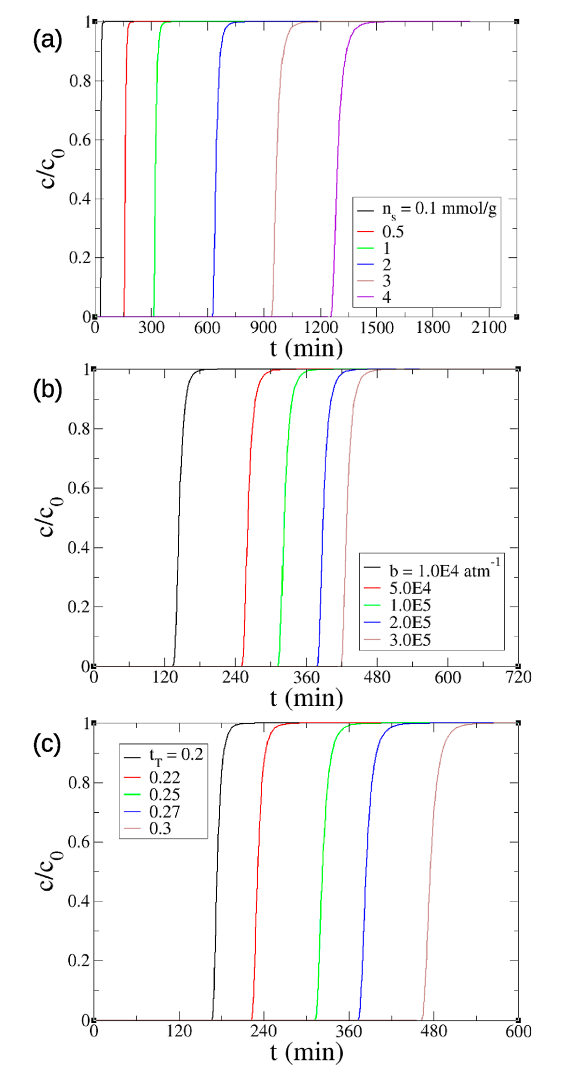 (a)
1
0.8
0.6
0.4
0.2
0
c/c0
n_s = 0.1 mmol/g
0.5
1
2
3
4
0 300 600 900 1200 1500 1800 2100
t (min)
(b)
1
0.8
0.6
0.4
0.2
0
c/c0
b = 1.0E4 atm^-1
5.0E4
1.0E5
2.0E5
3.0E5
0 120 240 360 480 600 720
t (min)
(c)
1
0.8
0.6
0.4
0.2
0
c/c0
t_T = 0.2
0.22
0.25
0.27
0.3
0 120 240 360 480 600
t (min)